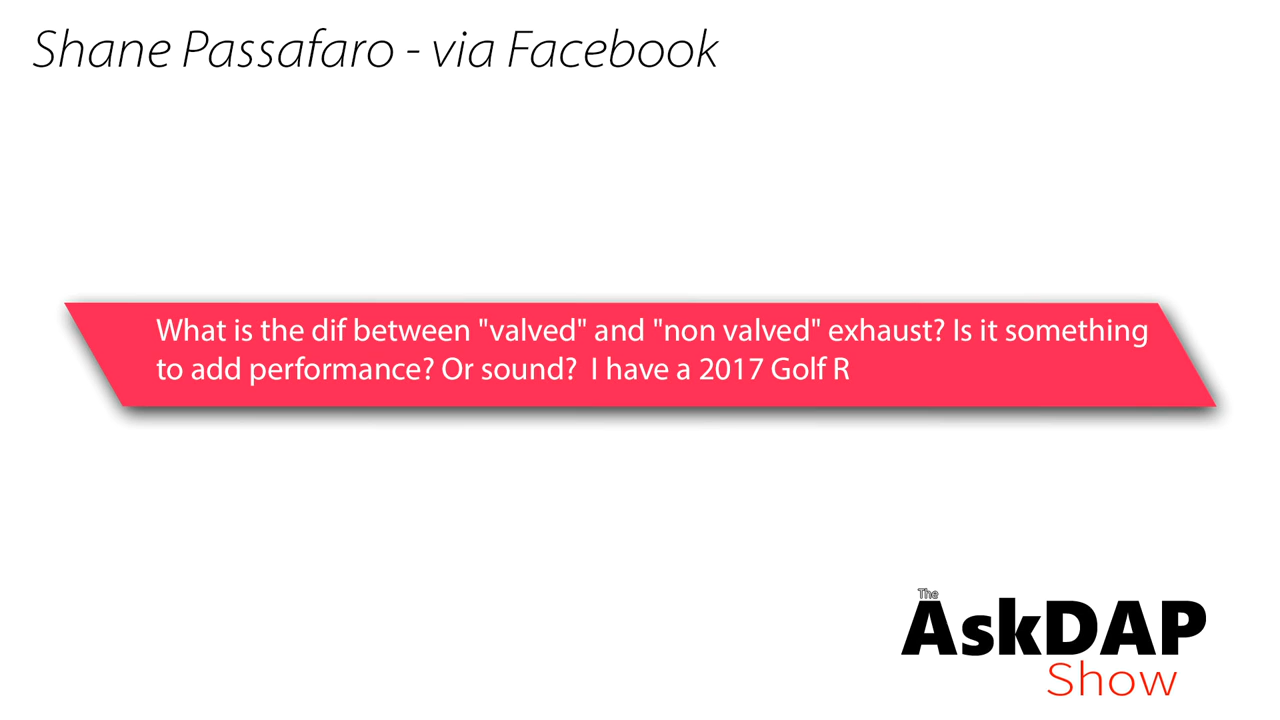 Shane Passafaro - via Facebook
What is the dif between "valved" and "non valved" exhaust? Is it something
to add performance? Or sound?  I have a 2017 Golf R
The
AskDAP
Show